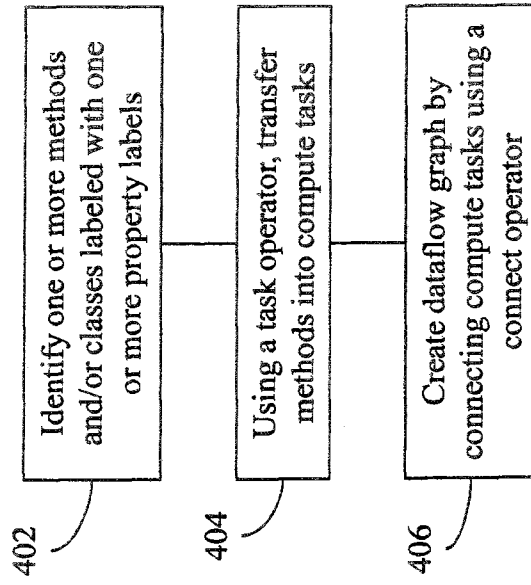 402
Identify one or more methods
and/or classes labeled with one
or more property labels
404
Using a task operator, transfer
methods into compute tasks
406
Create dataflow graph by
connecting compute tasks using a
connect operator